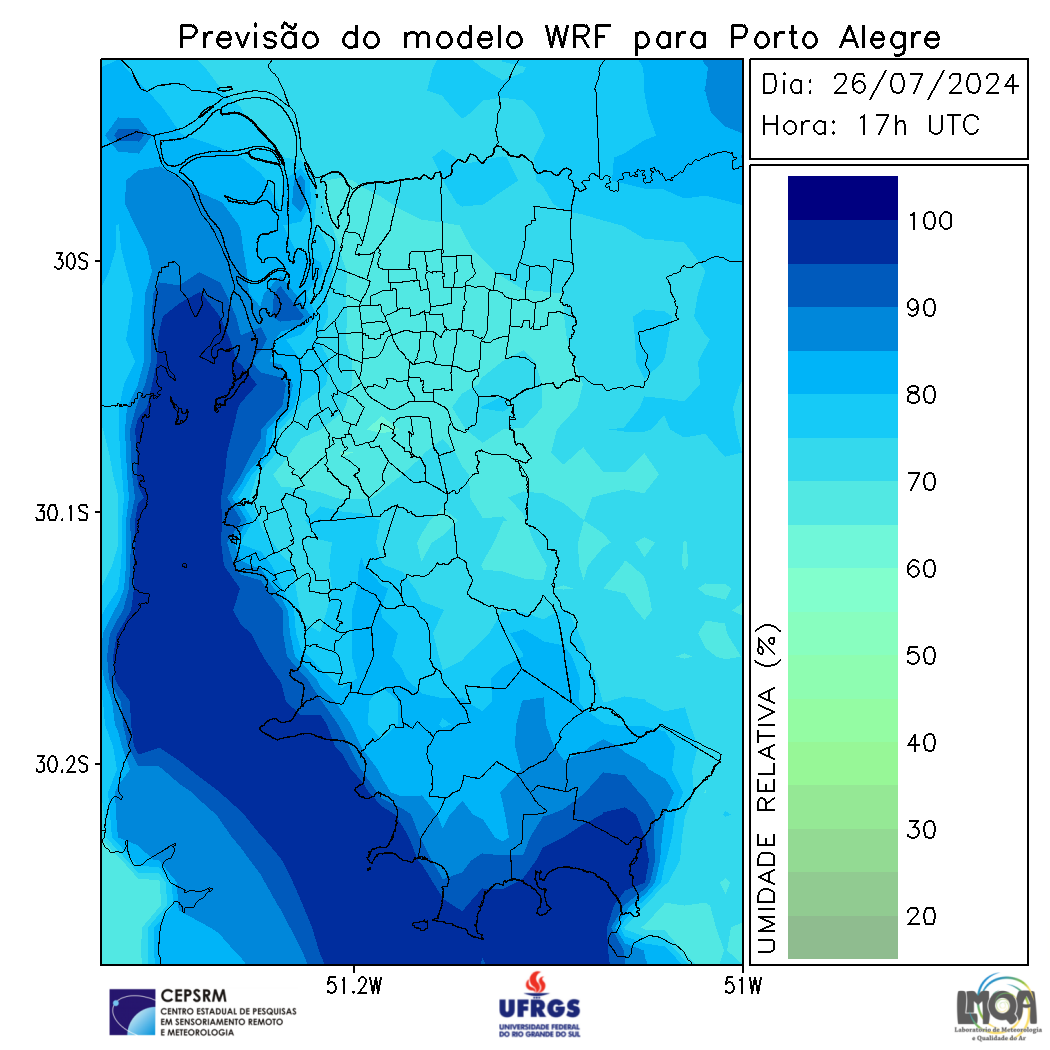 Previsão do modelo WRF para Porto Alegre
Dia: 26/07/2024
Hora: 17h UTC
30S
30.1S
30.2S
51.2W
51W
100
90
80
70
60
50
40
30
20
UMIDADE RELATIVA (%)
CEPSRM
CENTRO ESTADUAL DE PESQUISAS
EM SENSORIAMENTO REMOTO
E METEOROLOGIA
UFRGS
UNIVERSIDADE FEDERAL
DO RIO GRANDE DO SUL
LMQA
Laboratório de Meteorologia
e Qualidade do Ar